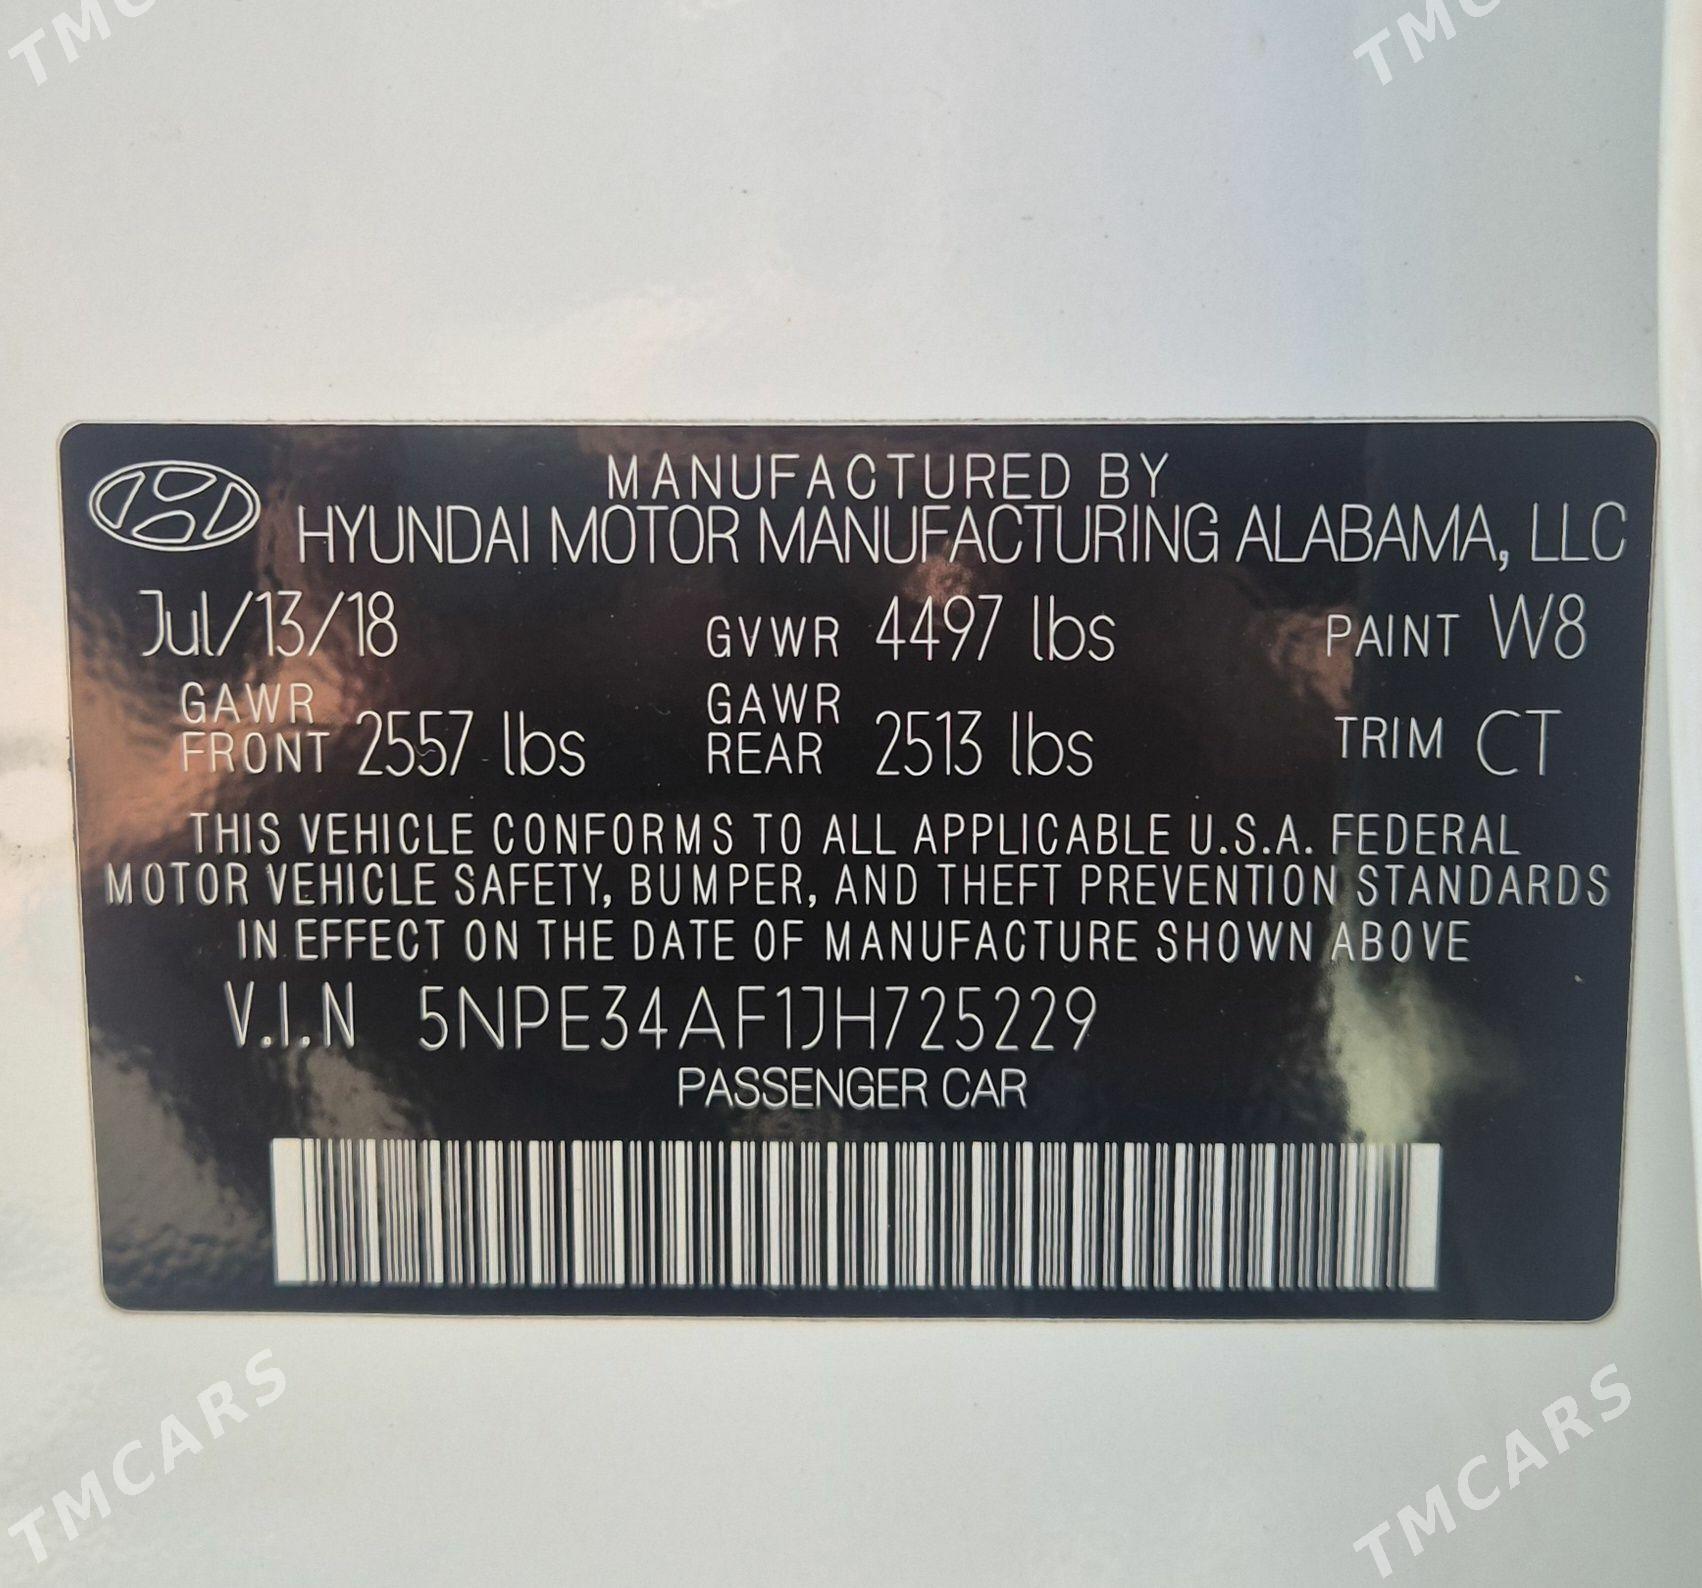 TMC
TMC
MANUFACTURED BY
HYUNDAI MOTOR MANUFACTURING ALABAMA, LLC
Jul/13/18 GVWR 4497 lbs PAINT W8
GAWR FRONT 2557 lbs GAWR REAR 2513 lbs TRIM CT
THIS VEHICLE CONFORMS TO ALL APPLICABLE U.S.A. FEDERAL
MOTOR VEHICLE SAFETY, BUMPER, AND THEFT PREVENTION STANDARDS
IN EFFECT ON THE DATE OF MANUFACTURE SHOWN ABOVE
V.I.N 5NPE34AF1JH725229
PASSENGER CAR
TMCARS
TMCARS